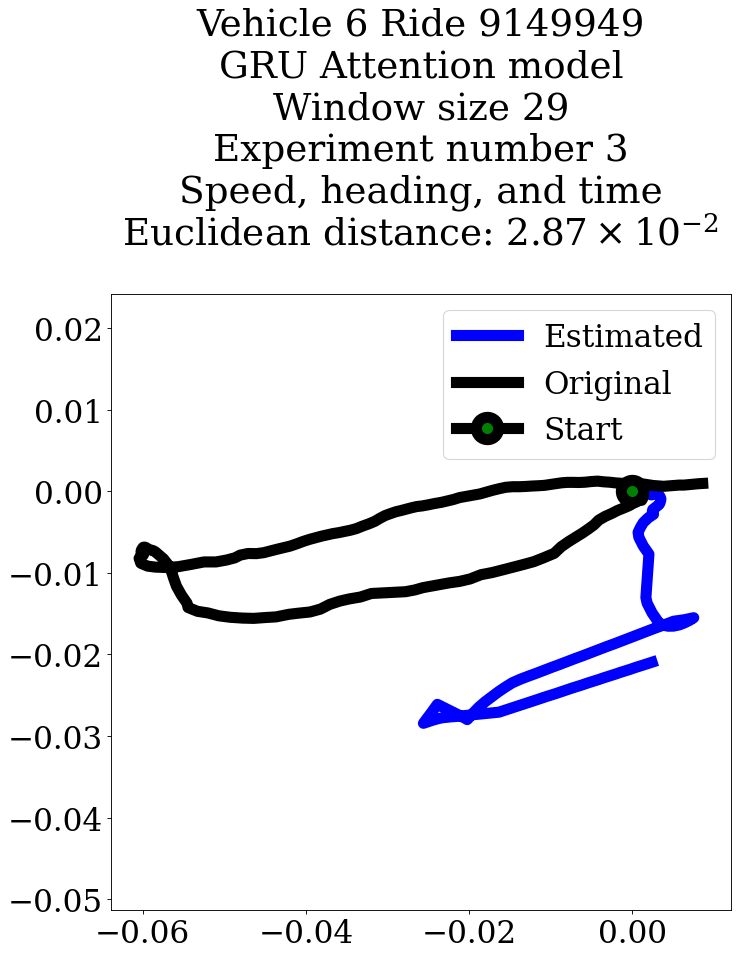 Vehicle 6 Ride 9149949
GRU Attention model
Window size 29
Experiment number 3
Speed, heading, and time
Euclidean distance: 2.87 × 10⁻²
Estimated
Original
Start
0.02
0.01
0.00
−0.01
−0.02
−0.03
−0.04
−0.05
−0.06 −0.04 −0.02 0.00